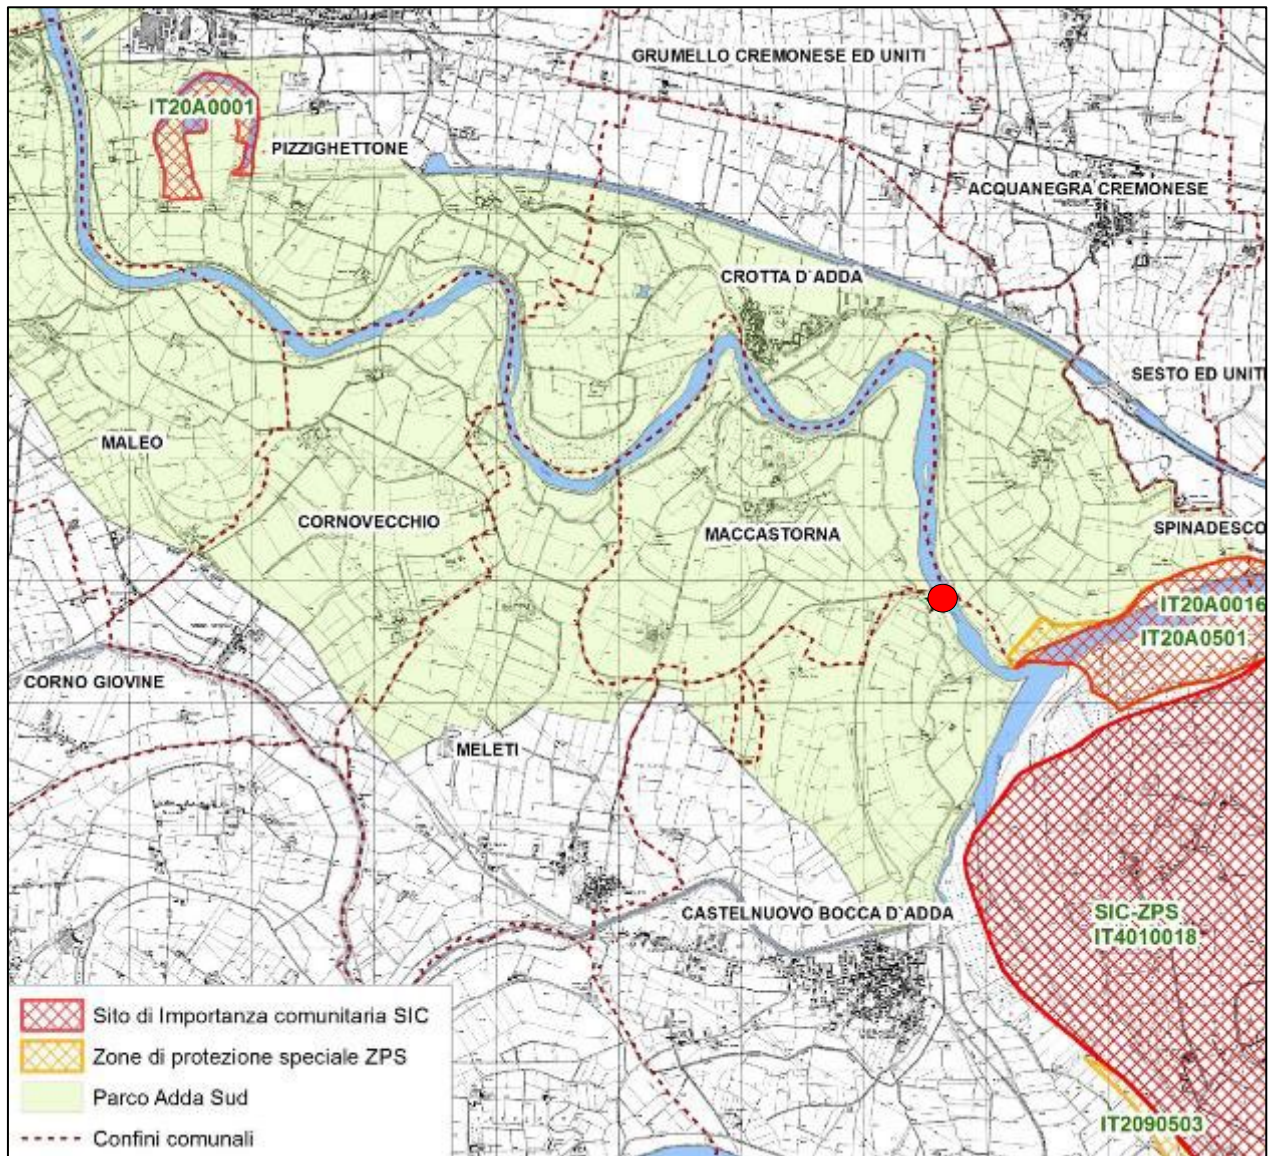 GRUMELLO CREMONESE ED UNITI
IT20A0001
PIZZIGHETTONE
ACQUANEGRA CREMONESE
CROTTA D`ADDA
SESTO ED UNITI
MALEO
CORNOVECCHIO
MACCASTORNA
SPINADESCO
IT20A0016
IT20A0501
CORNO GIOVINE
MELETI
CASTELNUOVO BOCCA D`ADDA
SIC-ZPS
IT4010018
IT2090503
Sito di Importanza comunitaria SIC
Zone di protezione speciale ZPS
Parco Adda Sud
Confini comunali